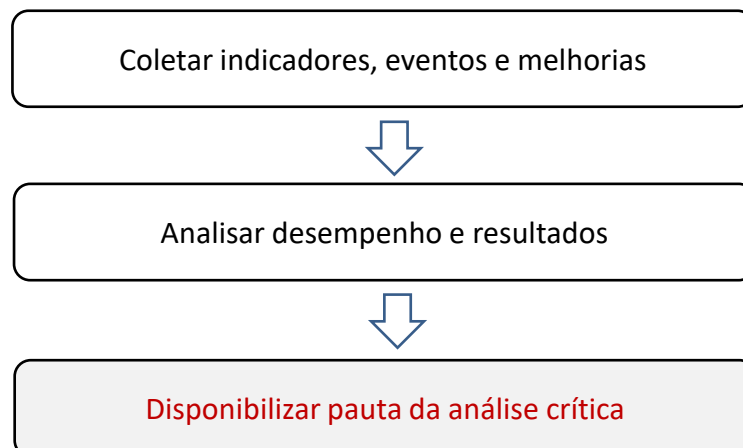 Coletar indicadores, eventos e melhorias
Analisar desempenho e resultados
Disponibilizar pauta da análise crítica